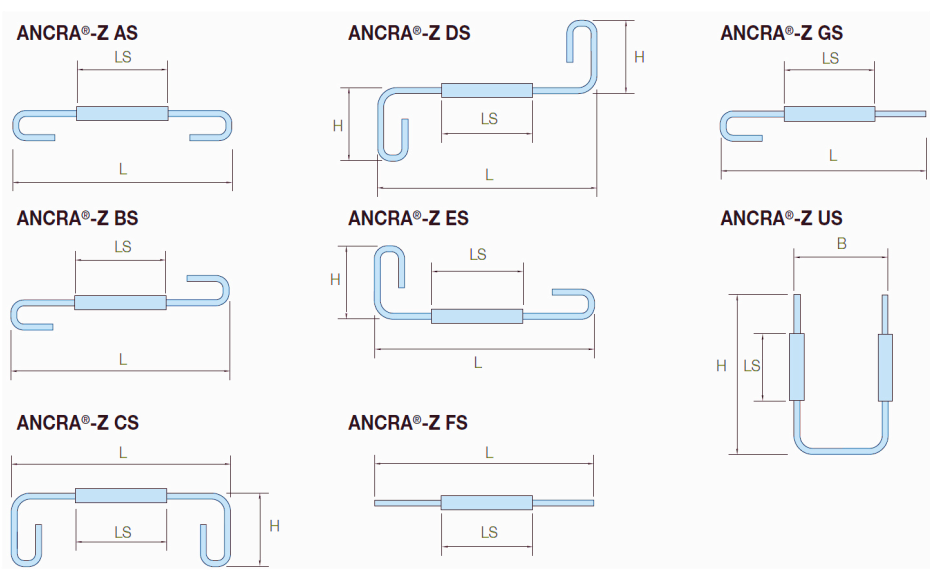 ANCRA®-Z AS
LS
L
ANCRA®-Z DS
H
H
LS
L
ANCRA®-Z GS
LS
L
ANCRA®-Z BS
LS
L
ANCRA®-Z ES
H
LS
L
ANCRA®-Z US
B
H
LS
ANCRA®-Z CS
L
H
LS
ANCRA®-Z FS
L
LS